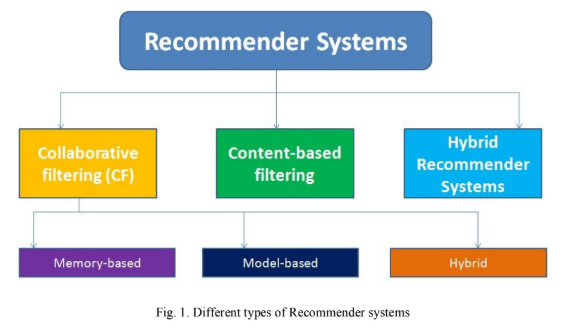 Recommender Systems
Collaborative
filtering (CF)
Content-based
filtering
Hybrid
Recommender
Systems
Memory-based
Model-based
Hybrid
Fig. 1. Different types of Recommender systems